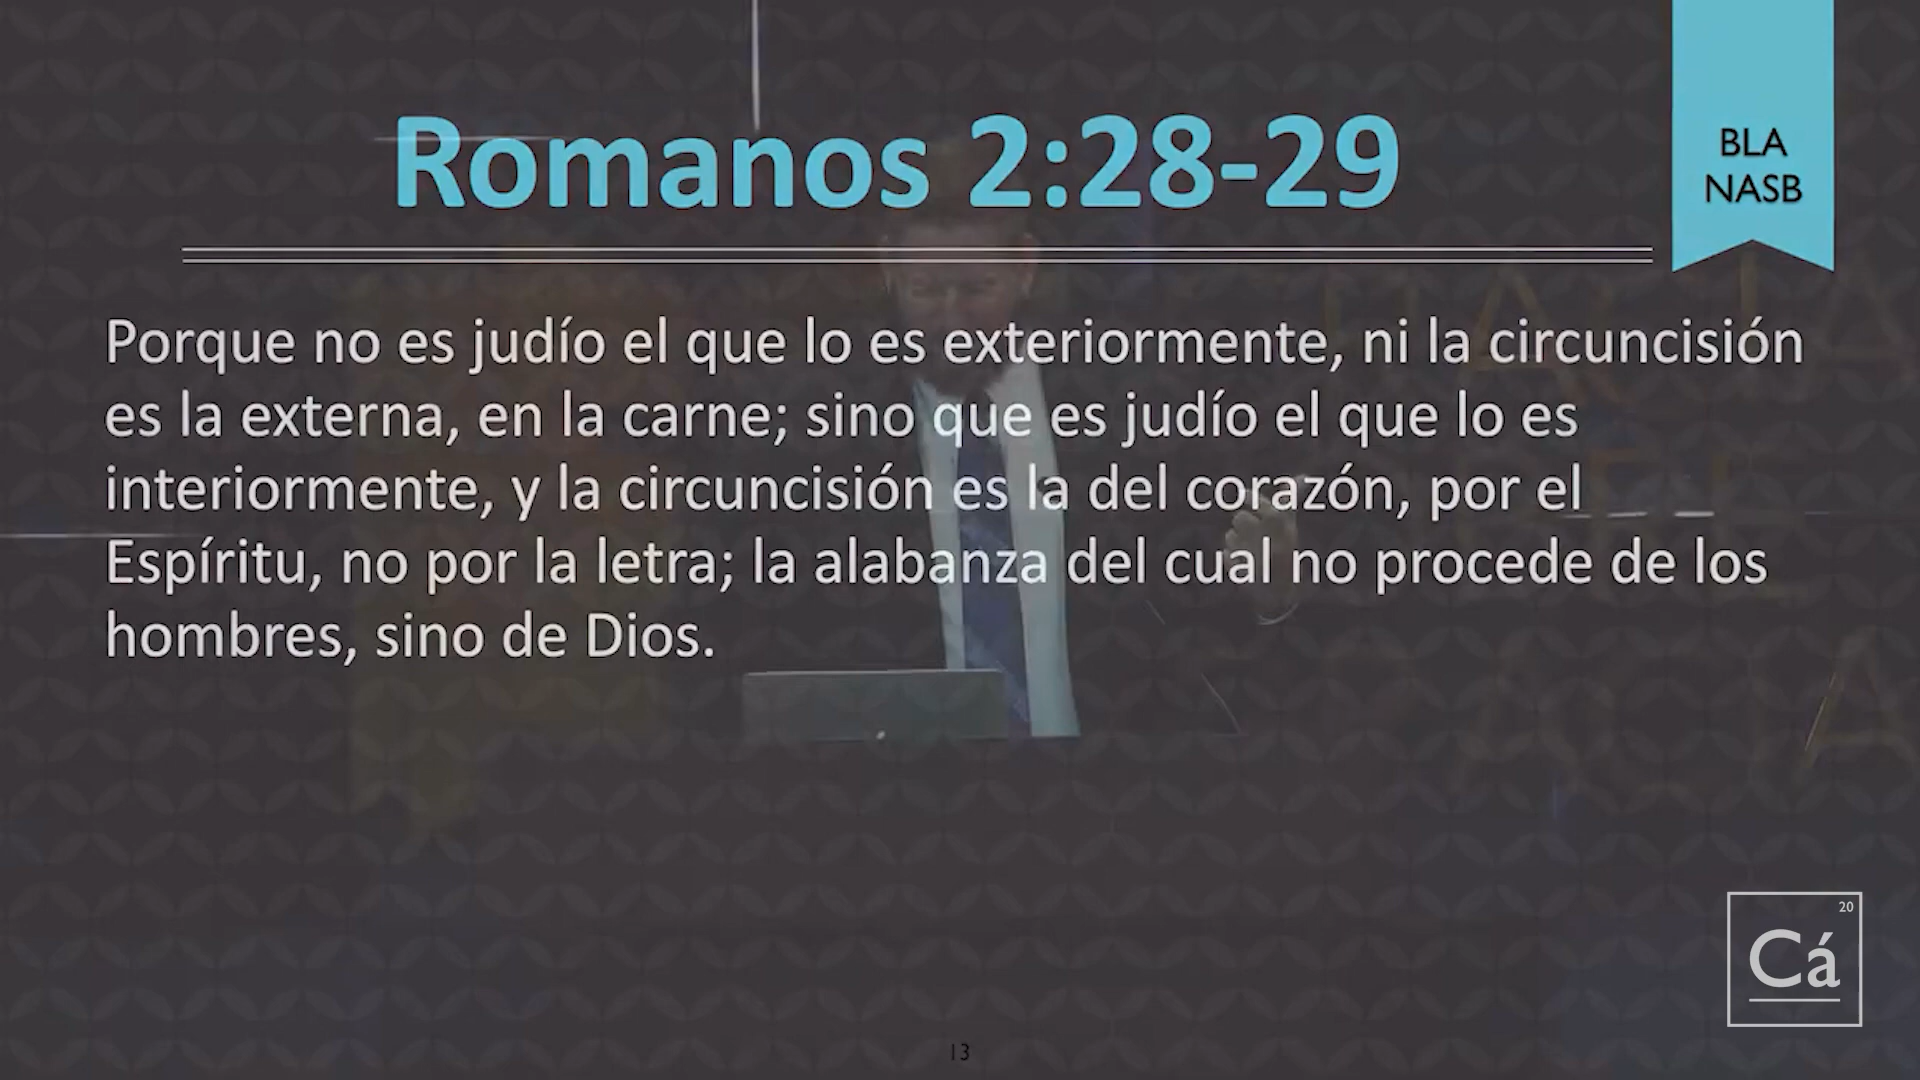 Romanos 2:28-29
BLA
NASB
Porque no es judío el que lo es exteriormente, ni la circuncisión
es la externa, en la carne; sino que es judío el que lo es
interiormente, y la circuncisión es la del corazón, por el
Espíritu, no por la letra; la alabanza del cual no procede de los
hombres, sino de Dios.
20
Cá
13